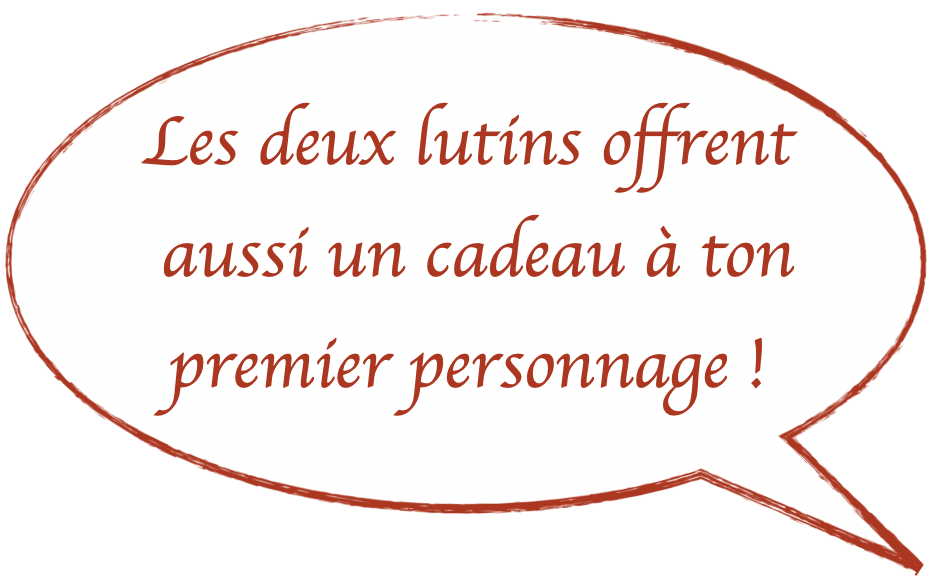 Les deux lutins offrent
aussi un cadeau à ton
premier personnage !